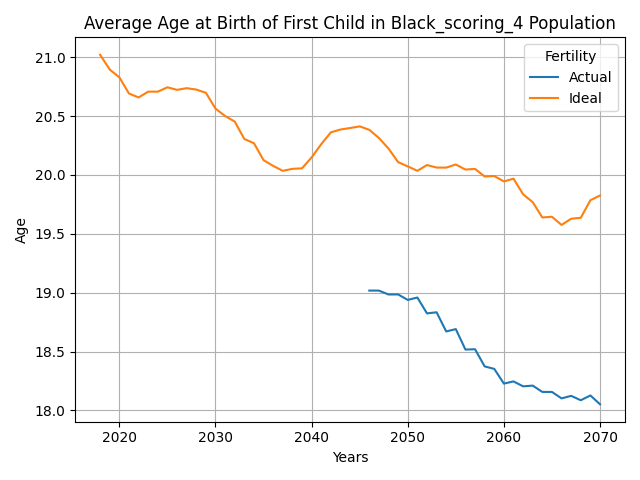 Average Age at Birth of First Child in Black_scoring_4 Population
Fertility
Actual
Ideal
Age
21.0
20.5
20.0
19.5
19.0
18.5
18.0
2020 2030 2040 2050 2060 2070
Years